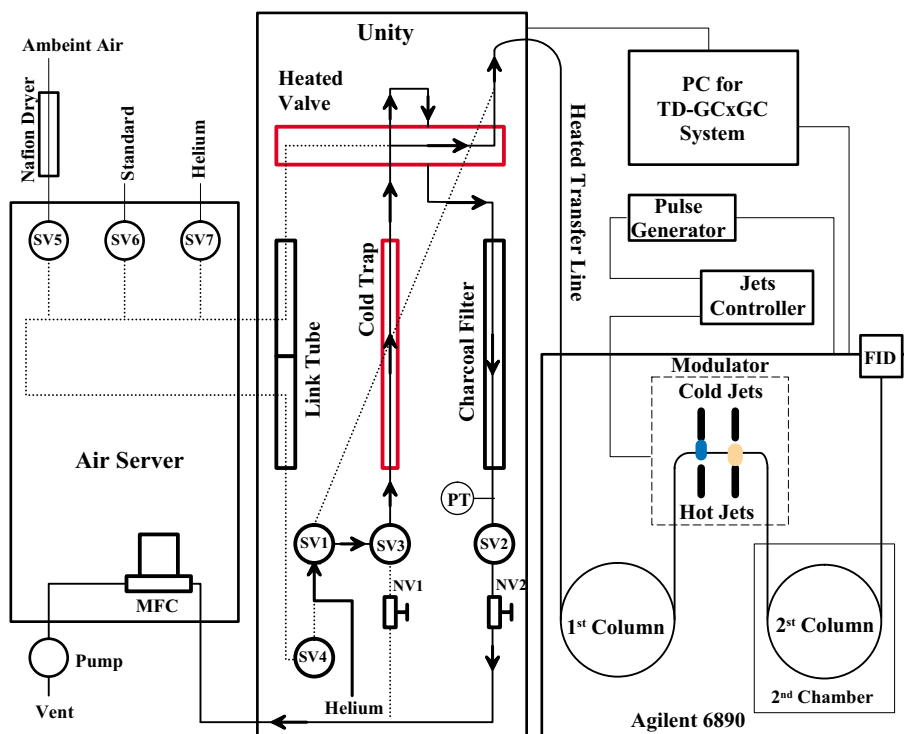 Unity
Ambeint Air
Nafion Dryer
Standard
Helium
SV5
SV6
SV7
Air Server
MFC
Pump
Vent
Heated
Valve
Link Tube
Cold Trap
Charcoal Filter
PT
SV1
SV3
SV2
NV1
NV2
SV4
Helium
Heated Transfer Line
PC for
TD-GCxGC
System
Pulse
Generator
Jets
Controller
FID
Modulator
Cold Jets
Hot Jets
1st Column
2nd Column
2nd Chamber
Agilent 6890